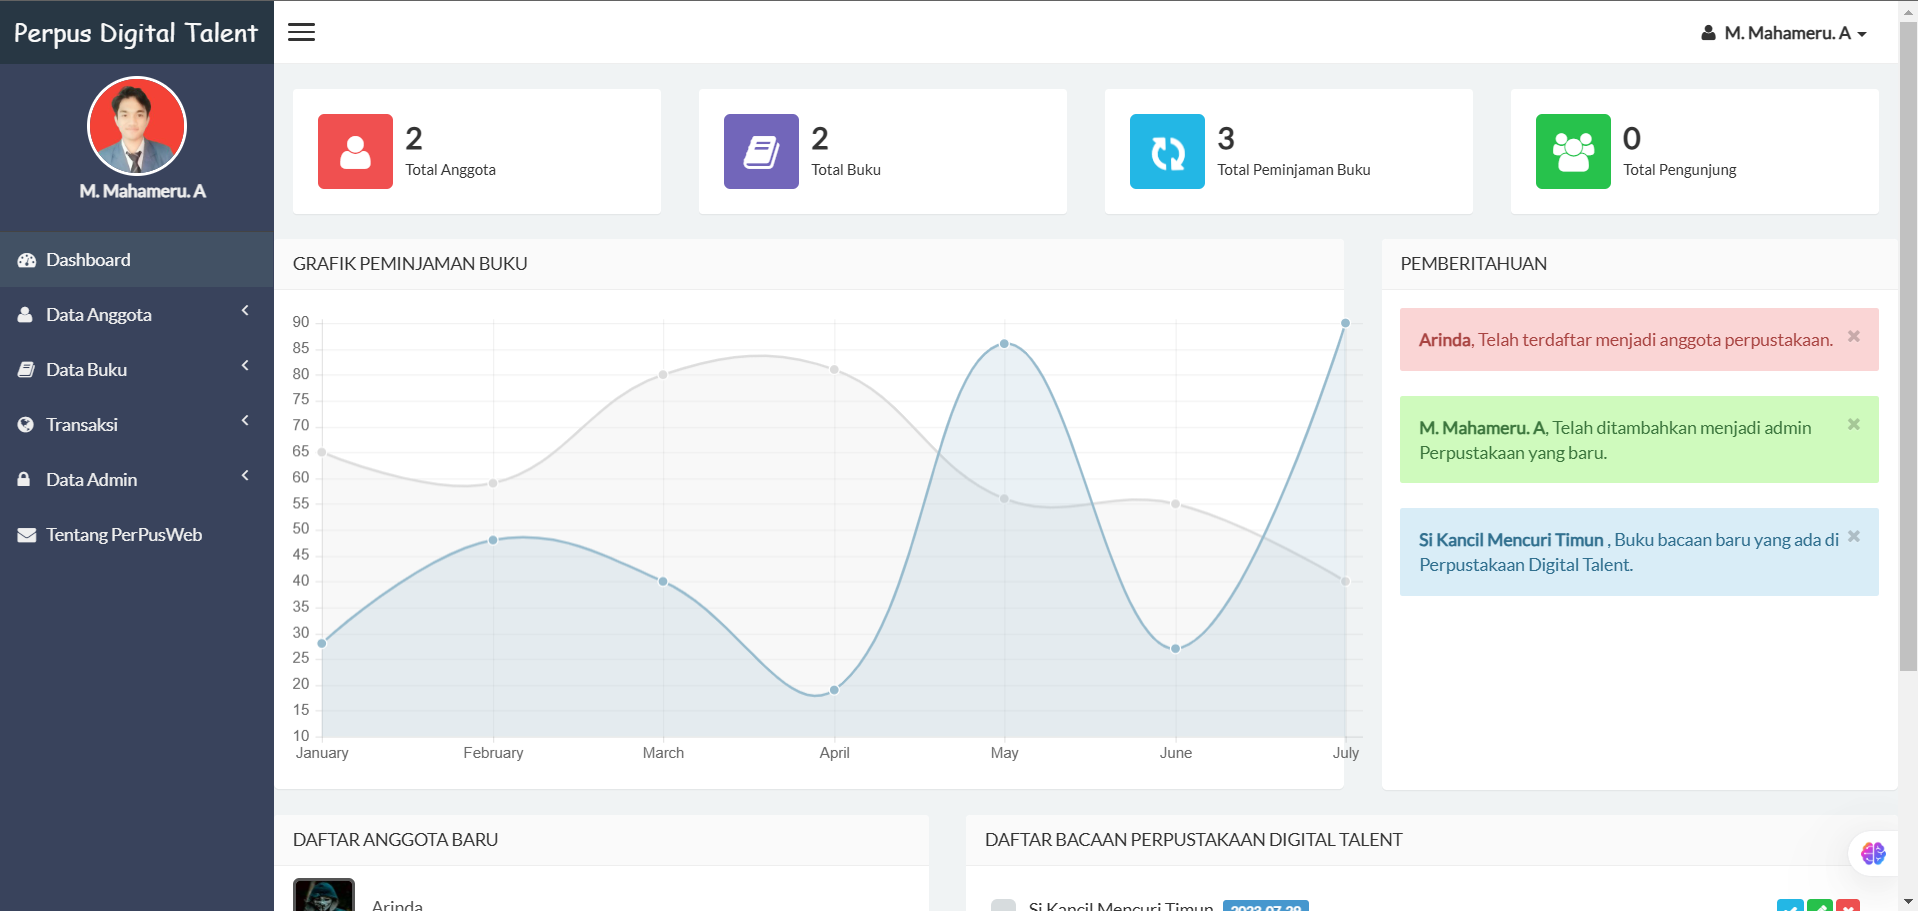 Perpus Digital Talent
M. Mahameru. A
M. Mahameru. A
Dashboard
Data Anggota
Data Buku
Transaksi
Data Admin
Tentang PerPusWeb
2
Total Anggota
2
Total Buku
3
Total Peminjaman Buku
0
Total Pengunjung
GRAFIK PEMINJAMAN BUKU
90
85
80
75
70
65
60
55
50
45
40
35
30
25
20
15
10
January February March April May June July
PEMBERITAHUAN
Arinda, Telah terdaftar menjadi anggota perpustakaan.
M. Mahameru. A, Telah ditambahkan menjadi admin
Perpustakaan yang baru.
Si Kancil Mencuri Timun , Buku bacaan baru yang ada di
Perpustakaan Digital Talent.
DAFTAR ANGGOTA BARU
Arinda
DAFTAR BACAAN PERPUSTAKAAN DIGITAL TALENT
Si Kancil Mencuri Timun 2023-07-29